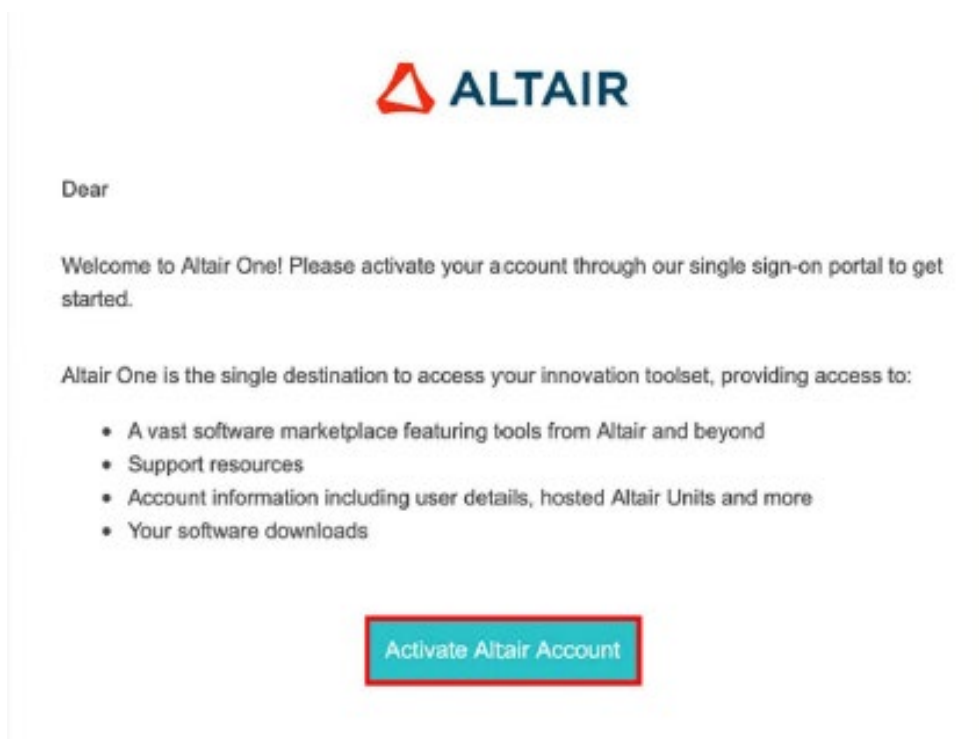 ALTAIR
Dear
Welcome to Altair One! Please activate your account through our single sign-on portal to get
started.
Altair One is the single destination to access your innovation toolset, providing access to:
• A vast software marketplace featuring tools from Altair and beyond
• Support resources
• Account information including user details, hosted Altair Units and more
• Your software downloads
Activate Altair Account